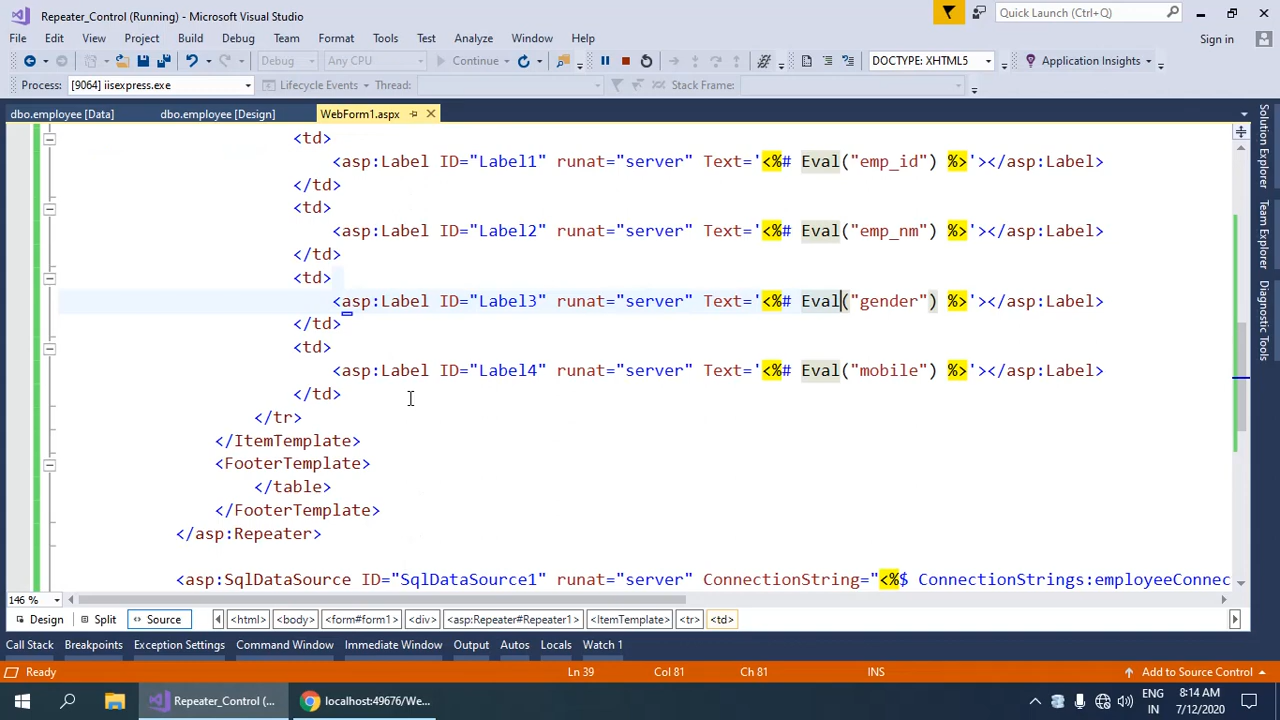 Repeater_Control (Running) - Microsoft Visual Studio
Quick Launch (Ctrl+Q)
File Edit View Project Build Debug Team Format Tools Test Analyze Window Help
Sign in
Debug Any CPU Continue DOCTYPE: XHTML5 Application Insights
Process: [9064] iisexpress.exe Lifecycle Events Thread: Stack Frame:
dbo.employee [Data] dbo.employee [Design] WebForm1.aspx
<td>
<asp:Label ID="Label1" runat="server" Text='<%# Eval("emp_id") %>'></asp:Label>
</td>
<td>
<asp:Label ID="Label2" runat="server" Text='<%# Eval("emp_nm") %>'></asp:Label>
</td>
<td>
<asp:Label ID="Label3" runat="server" Text='<%# Eval("gender") %>'></asp:Label>
</td>
<td>
<asp:Label ID="Label4" runat="server" Text='<%# Eval("mobile") %>'></asp:Label>
</td>
</tr>
</ItemTemplate>
<FooterTemplate>
</table>
</FooterTemplate>
</asp:Repeater>
<asp:SqlDataSource ID="SqlDataSource1" runat="server" ConnectionString="<%$ ConnectionStrings:employeeConnec
Solution Explorer
Team Explorer
Diagnostic Tools
146 %
Design Split Source <html> <body> <form#form1> <div> <asp:Repeater#Repeater1> <ItemTemplate> <tr> <td>
Call Stack Breakpoints Exception Settings Command Window Immediate Window Output Autos Locals Watch 1
Ready Ln 39 Col 81 Ch 81 INS Add to Source Control
Repeater_Control (... localhost:49676/We...
ENG
IN
8:14 AM
7/12/2020